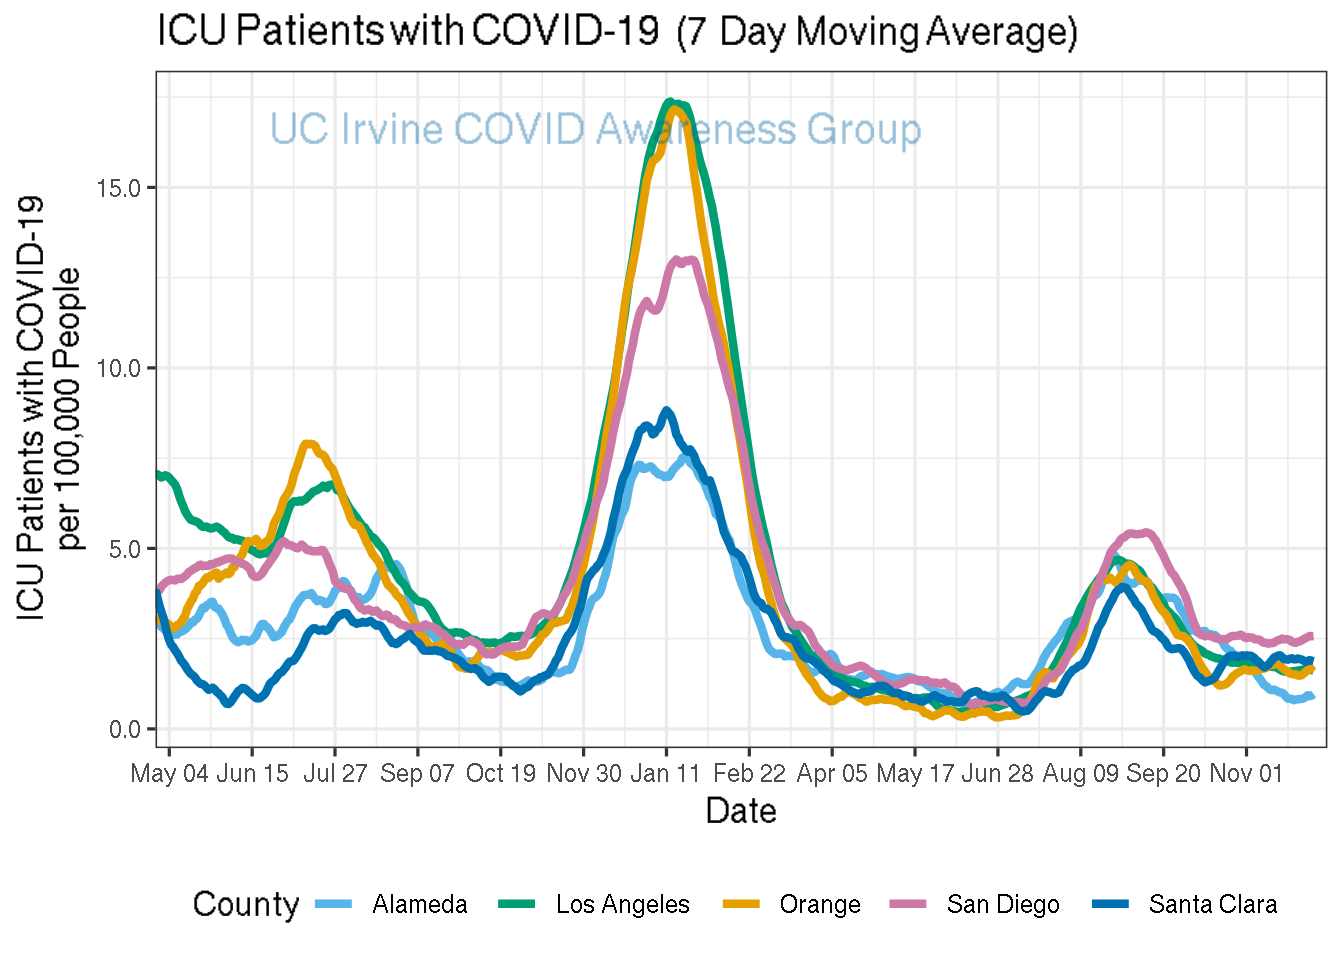 ICU Patients with COVID-19 (7 Day Moving Average)
UC Irvine COVID Awareness Group
ICU Patients with COVID-19
per 100,000 People
15.0
10.0
5.0
0.0
May 04 Jun 15 Jul 27 Sep 07 Oct 19 Nov 30 Jan 11 Feb 22 Apr 05 May 17 Jun 28 Aug 09 Sep 20 Nov 01
Date
County Alameda Los Angeles Orange San Diego Santa Clara